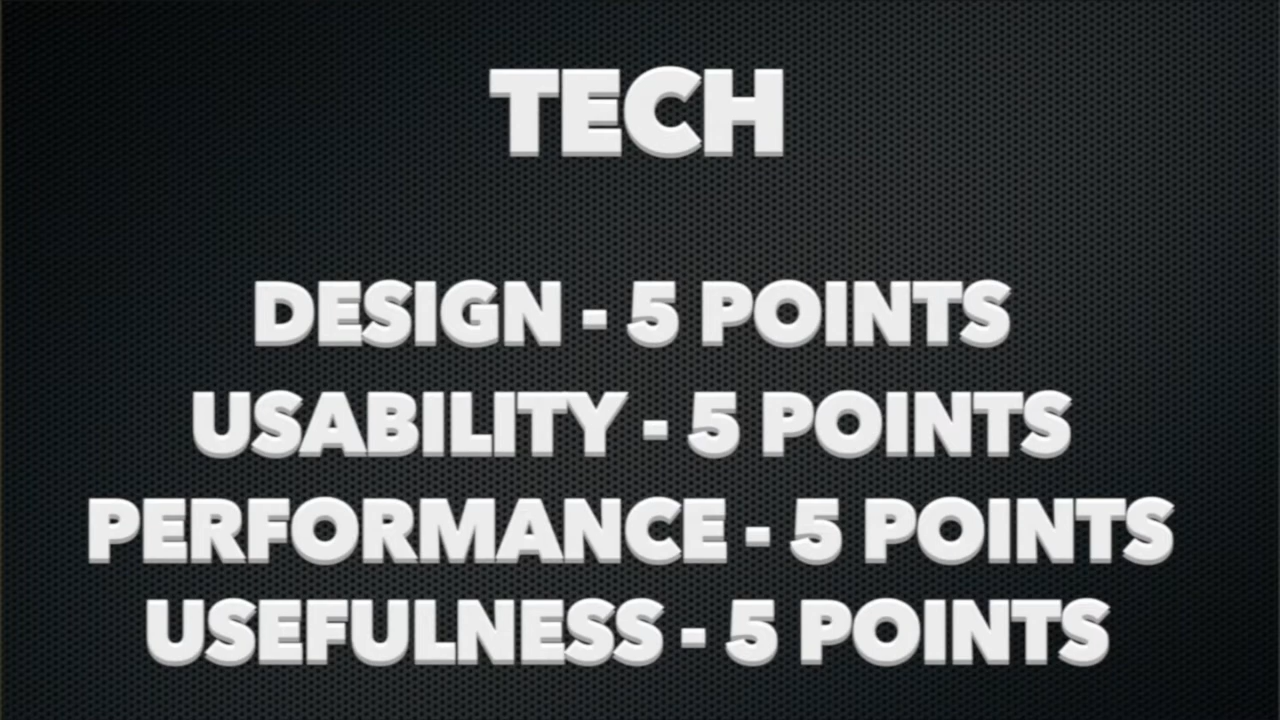 TECH
DESIGN - 5 POINTS
USABILITY - 5 POINTS
PERFORMANCE - 5 POINTS
USEFULNESS - 5 POINTS